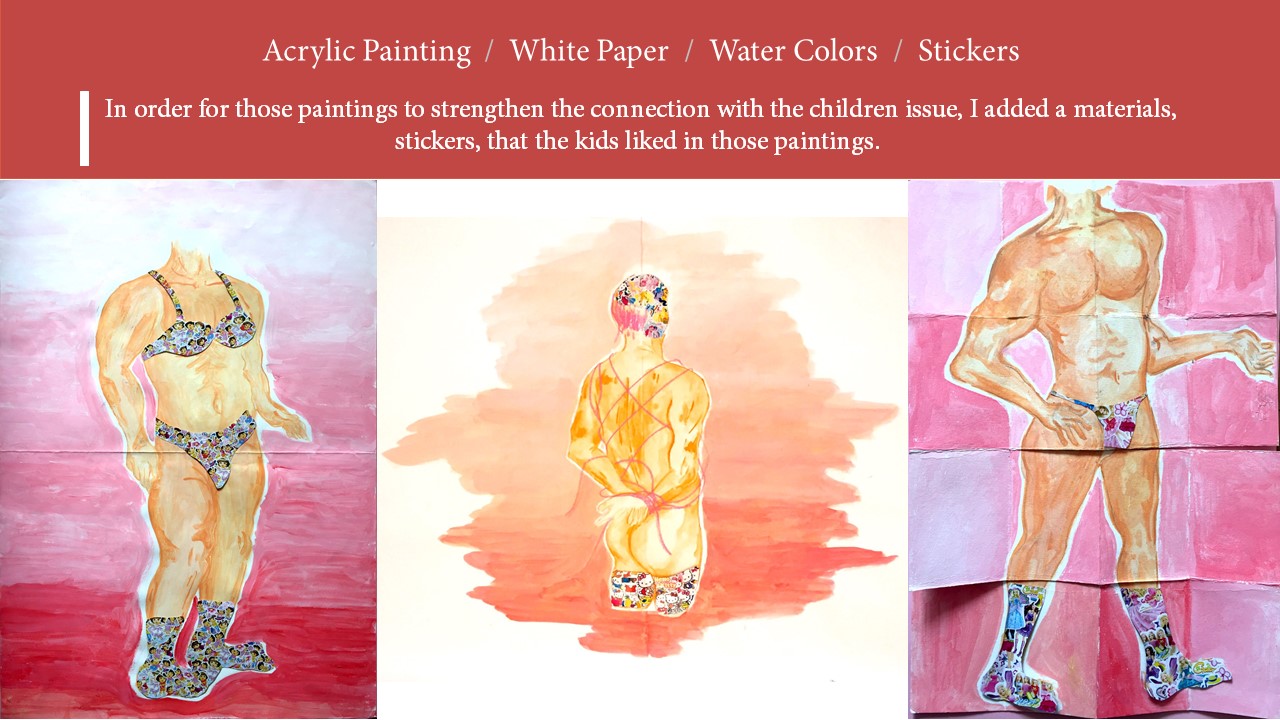 Acrylic Painting / White Paper / Water Colors / Stickers
In order for those paintings to strengthen the connection with the children issue, I added a materials,
stickers, that the kids liked in those paintings.